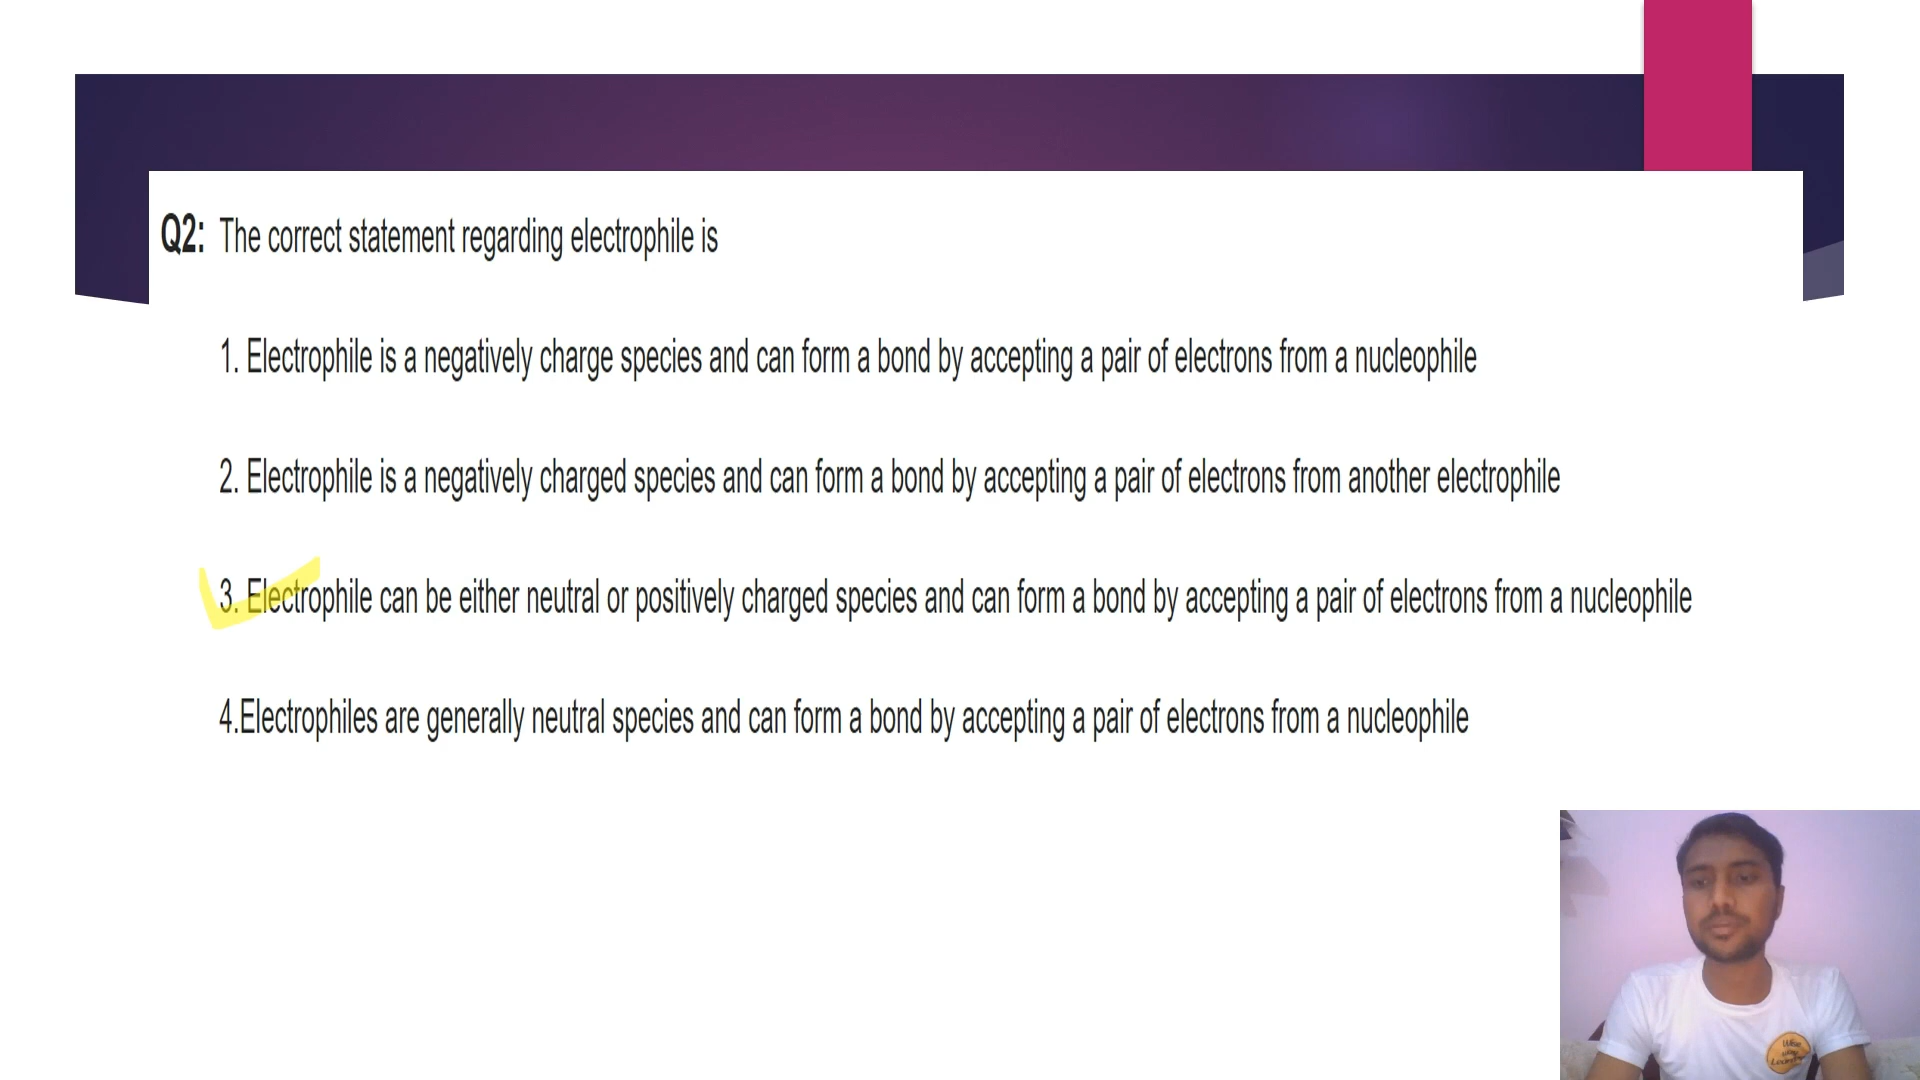 Q2: The correct statement regarding electrophile is
1. Electrophile is a negatively charge species and can form a bond by accepting a pair of electrons from a nucleophile
2. Electrophile is a negatively charged species and can form a bond by accepting a pair of electrons from another electrophile
3. Electrophile can be either neutral or positively charged species and can form a bond by accepting a pair of electrons from a nucleophile
4.Electrophiles are generally neutral species and can form a bond by accepting a pair of electrons from a nucleophile